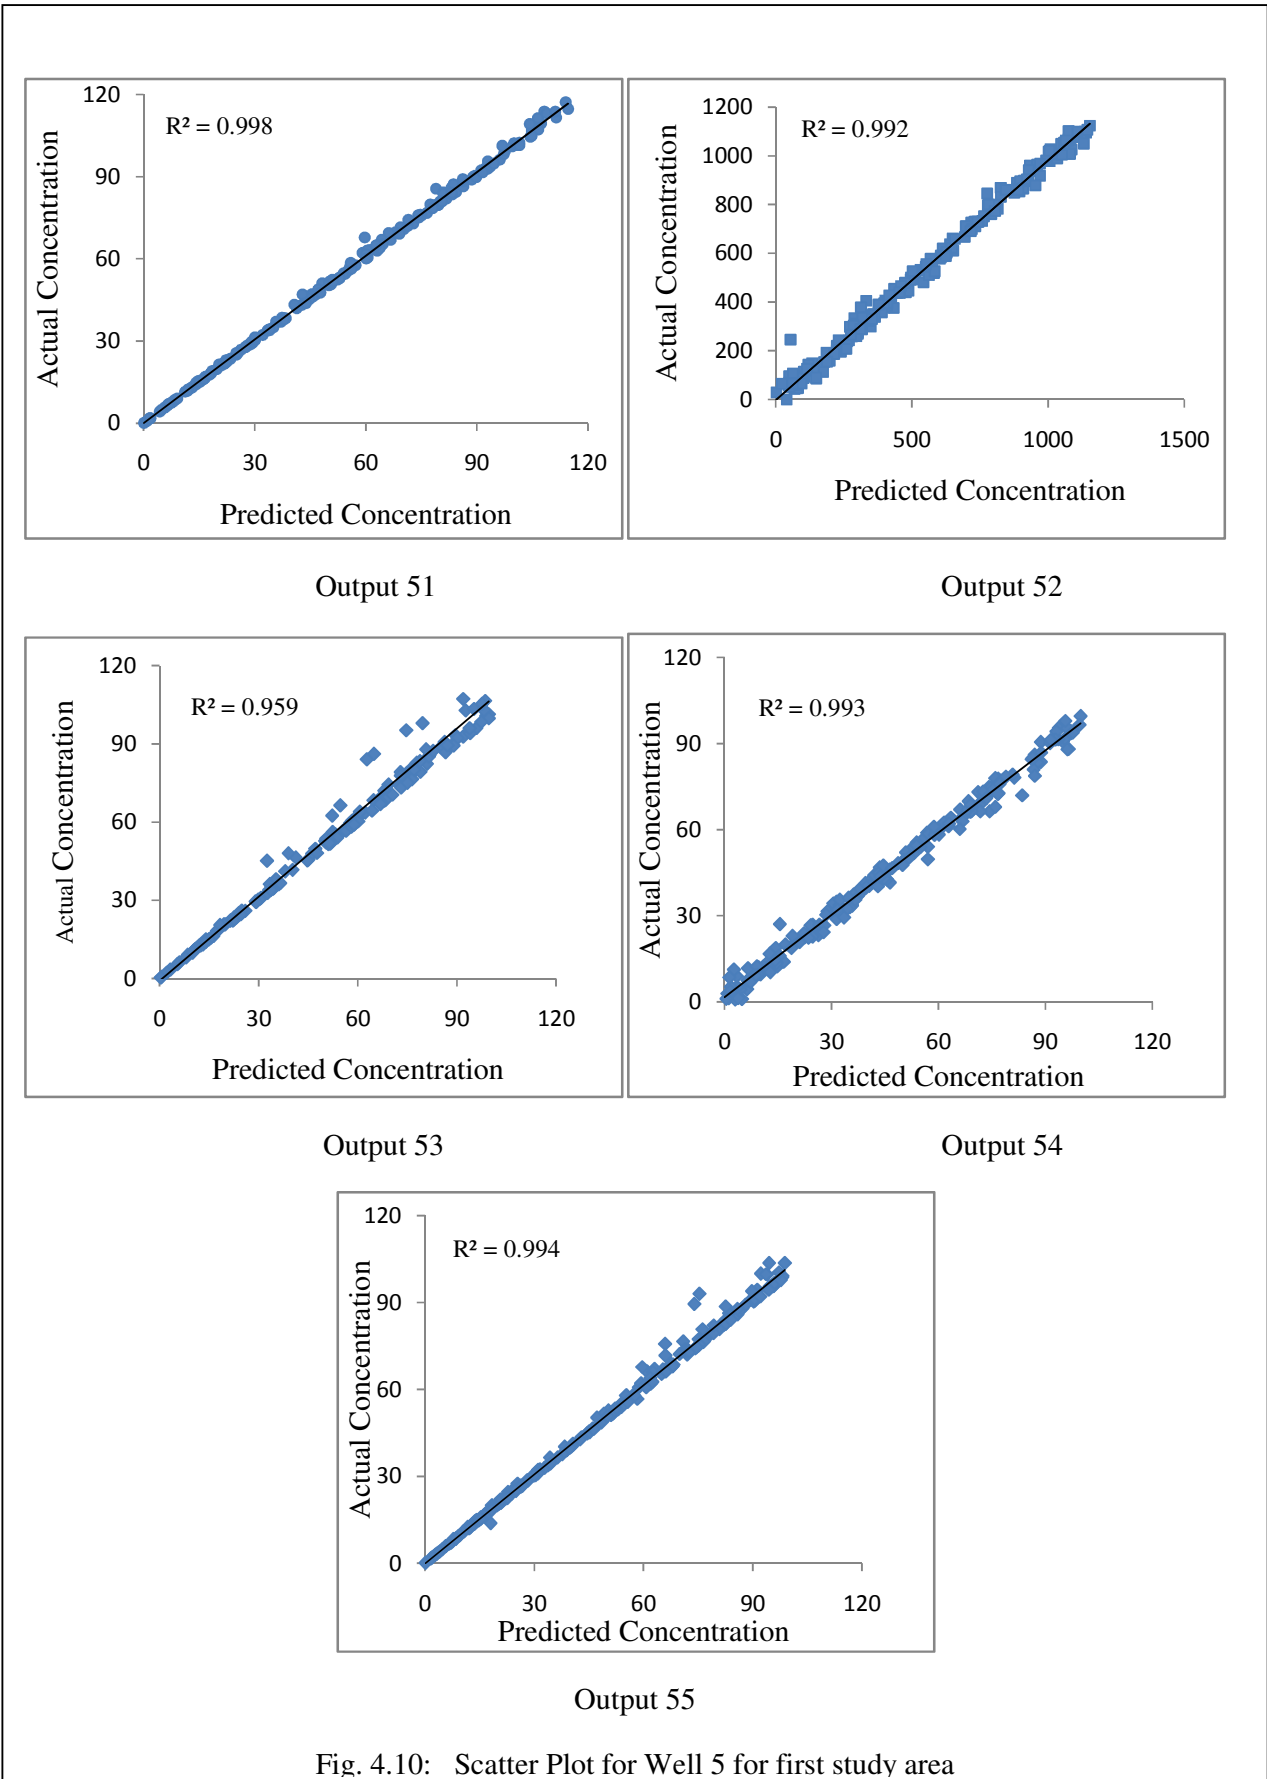 120
90
60
30
0
R² = 0.998
Actual Concentration
0 30 60 90 120
Predicted Concentration
1200
1000
800
600
400
200
0
R² = 0.992
Actual Concentration
0 500 1000 1500
Predicted Concentration
Output 51
Output 52
120
90
60
30
0
R² = 0.959
Actual Concentration
0 30 60 90 120
Predicted Concentration
120
90
60
30
0
R² = 0.993
Actual Concentration
0 30 60 90 120
Predicted Concentration
Output 53
Output 54
120
90
60
30
0
R² = 0.994
Actual Concentration
0 30 60 90 120
Predicted Concentration
Output 55
Fig. 4.10: Scatter Plot for Well 5 for first study area